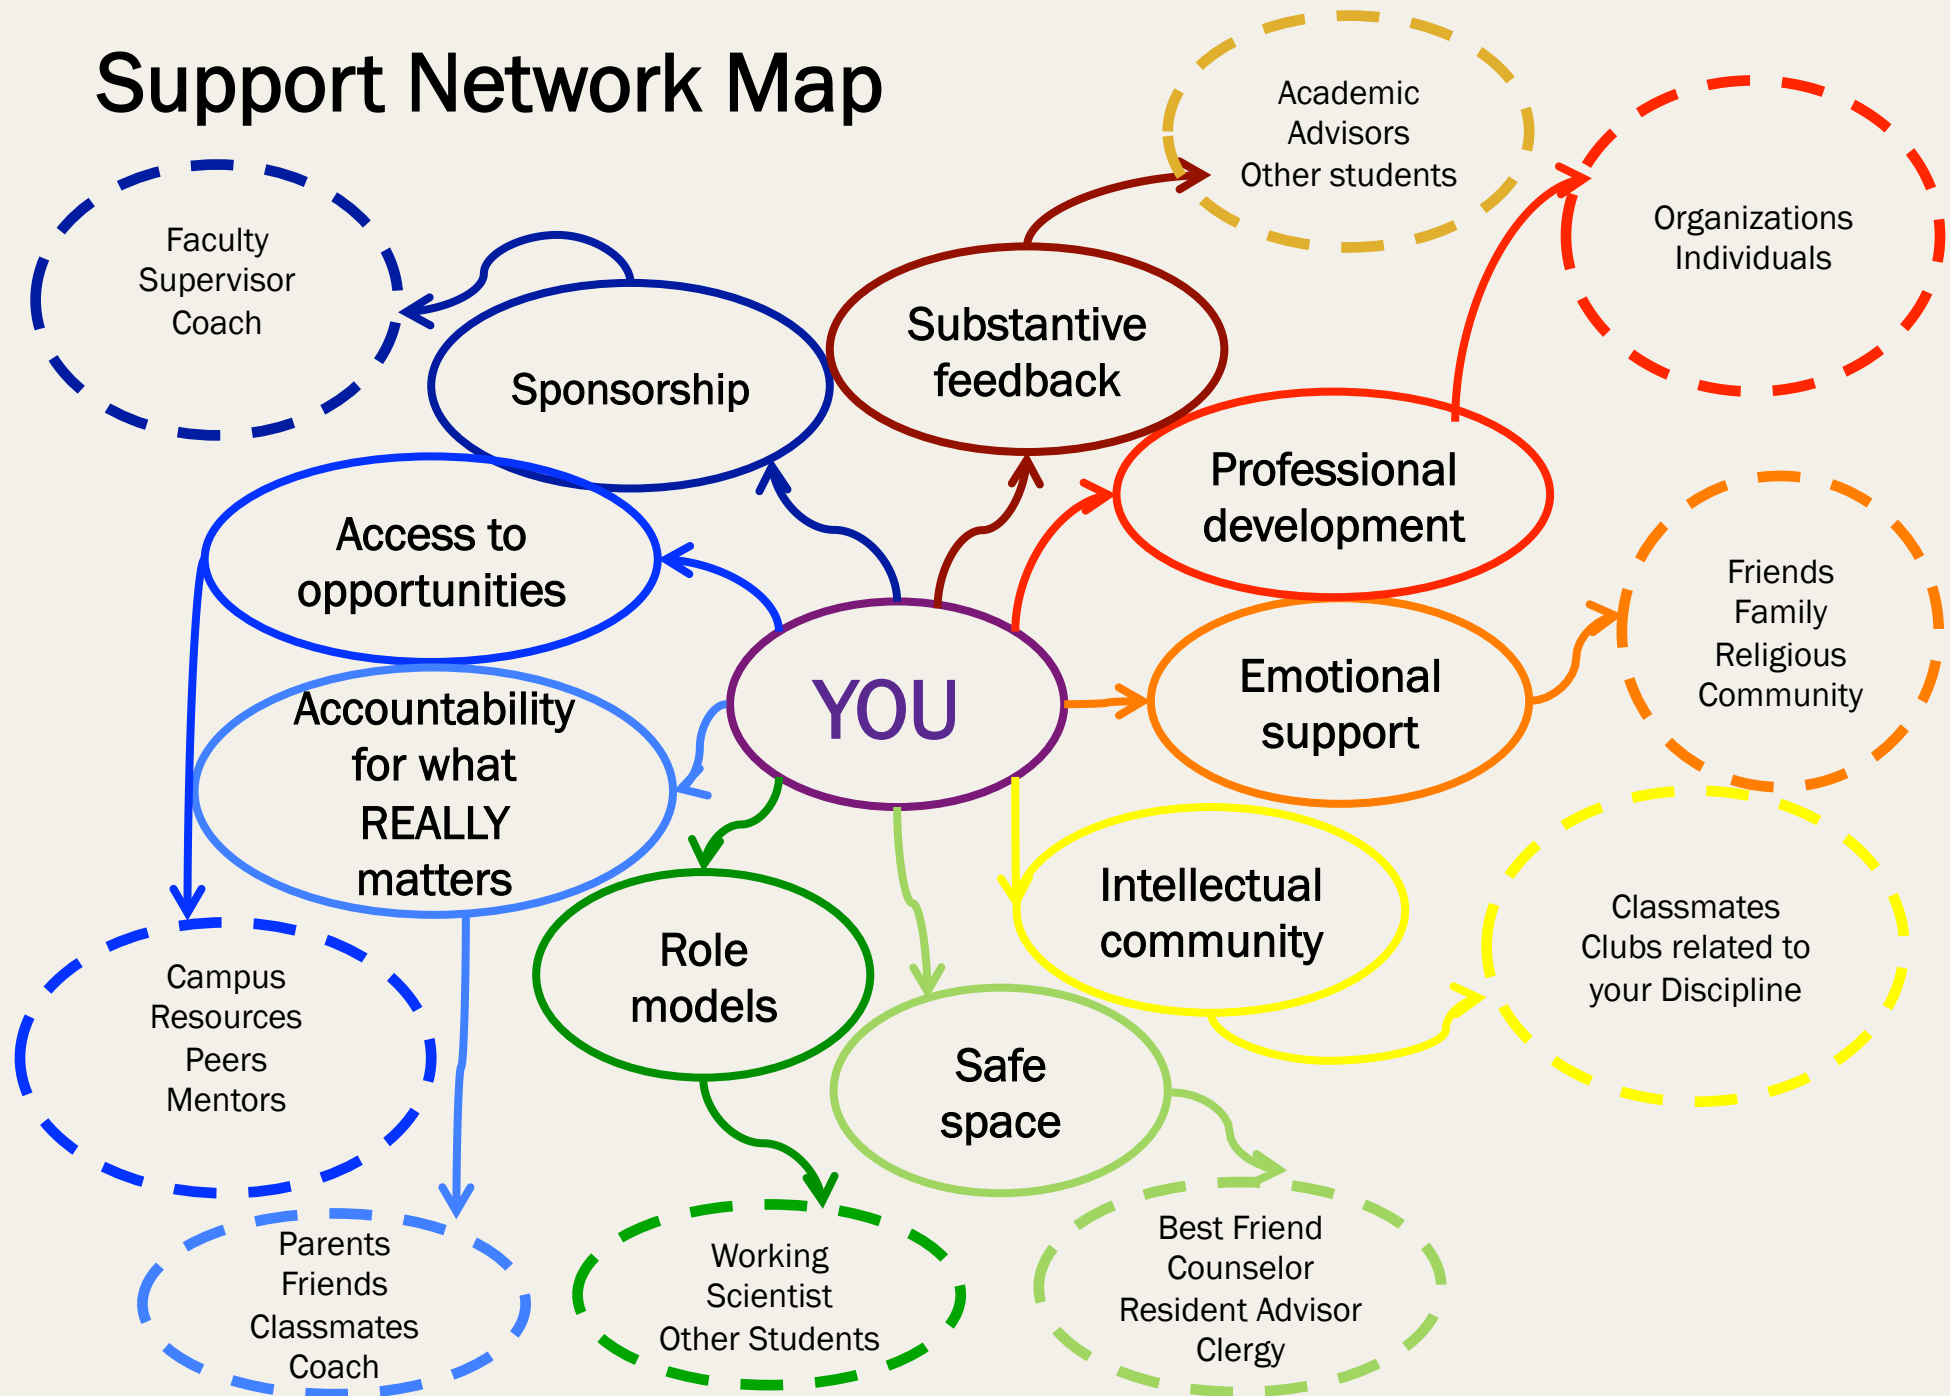 Support Network Map
Academic
Advisors
Other students
Organizations
Individuals
Faculty
Supervisor
Coach
Substantive
feedback
Sponsorship
Professional
development
Access to
opportunities
Friends
Family
Religious
Community
YOU
Emotional
support
Accountability
for what
REALLY
matters
Intellectual
community
Classmates
Clubs related to
your Discipline
Role
models
Campus
Resources
Peers
Mentors
Safe
space
Parents
Friends
Classmates
Coach
Working
Scientist
Other Students
Best Friend
Counselor
Resident Advisor
Clergy